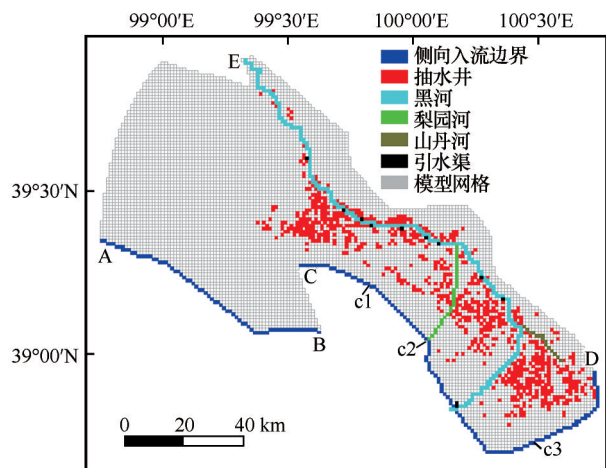 99°00′E 99°30′E 100°00′E 100°30′E
E
侧向入流边界
抽水井
黑河
梨园河
山丹河
引水渠
模型网格
39°30′N
A
C
c1
B
c2
39°00′N
D
0 20 40 km
c3